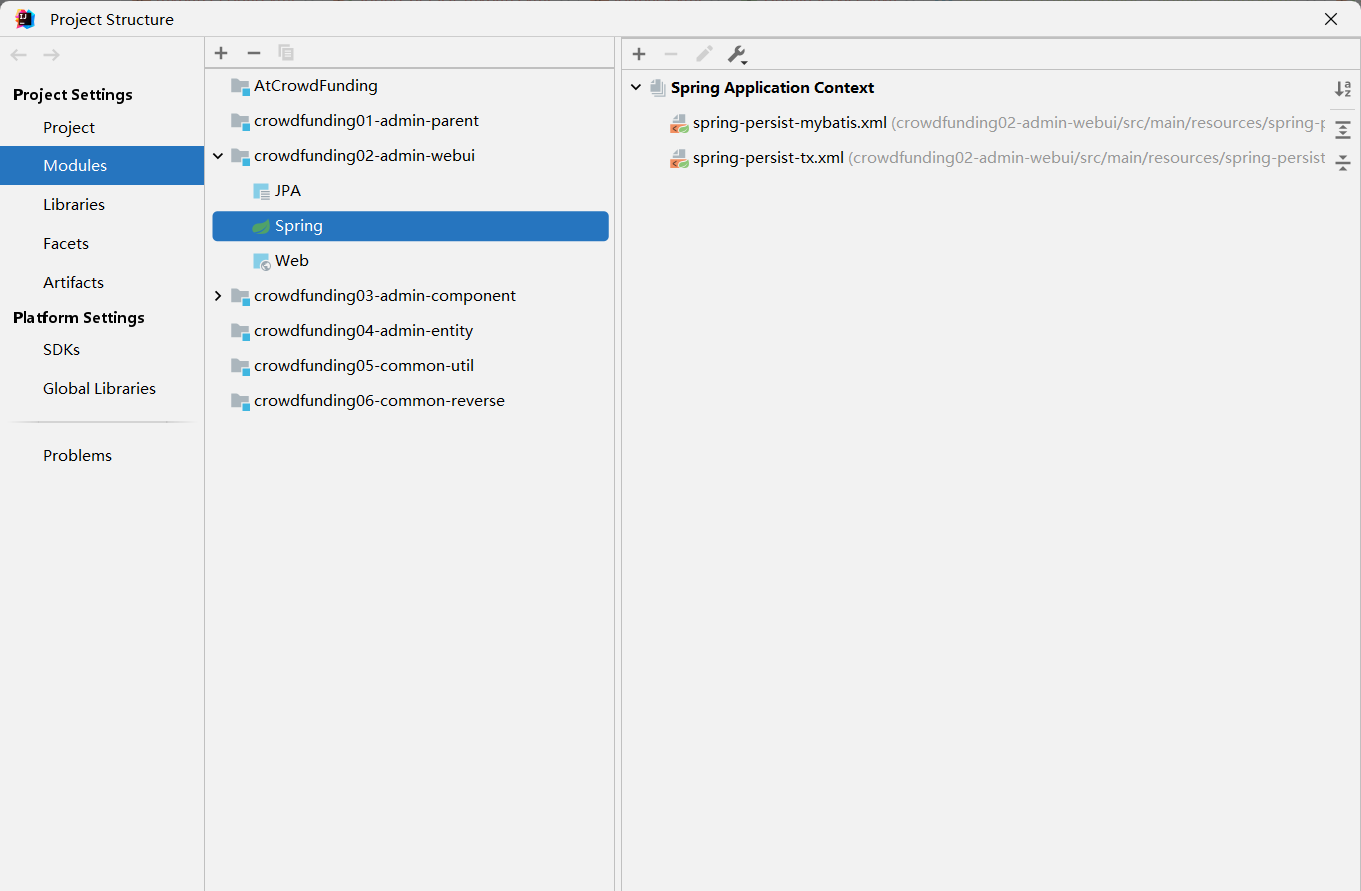 Project Structure
Project Settings
Project
Modules
Libraries
Facets
Artifacts
Platform Settings
SDKs
Global Libraries
Problems
AtCrowdFunding
crowdfunding01-admin-parent
crowdfunding02-admin-webui
JPA
Spring
Web
crowdfunding03-admin-component
crowdfunding04-admin-entity
crowdfunding05-common-util
crowdfunding06-common-reverse
Spring Application Context
spring-persist-mybatis.xml (crowdfunding02-admin-webui/src/main/resources/spring-p
spring-persist-tx.xml (crowdfunding02-admin-webui/src/main/resources/spring-persist